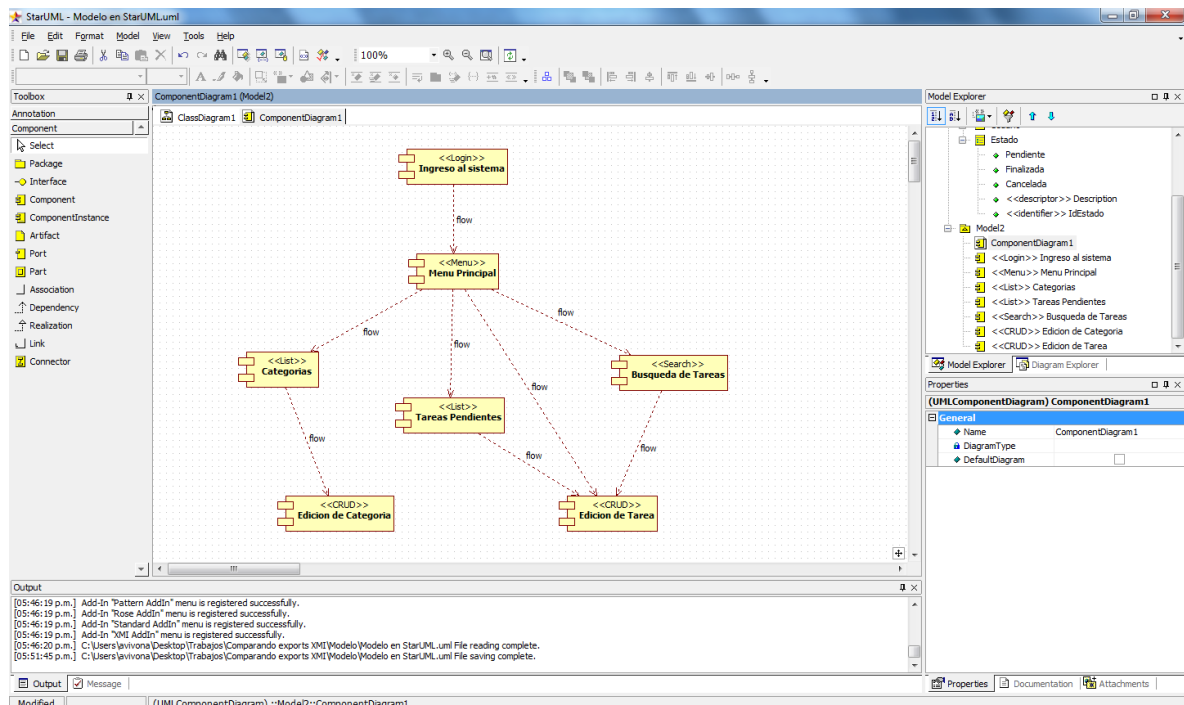 StarUML - Modelo en StarUML.uml
File Edit Format Model View Tools Help
100%
Toolbox
Annotation
Component
Select
Package
Interface
Component
ComponentInstance
Artifact
Port
Part
Association
Dependency
Realization
Link
Connector
ComponentDiagram1 (Model2)
ClassDiagram1 ComponentDiagram1
<<Login>>
Ingreso al sistema
flow
<<Menu>>
Menu Principal
flow
flow
flow
flow
<<List>>
Categorias
<<List>>
Tareas Pendientes
<<Search>>
Busqueda de Tareas
flow
flow
flow
<<CRUD>>
Edicion de Categoria
<<CRUD>>
Edicion de Tarea
Model Explorer
Estado
Pendiente
Finalizada
Cancelada
<<descriptor>> Description
<<identifier>> IdEstado
Model2
ComponentDiagram1
<<Login>> Ingreso al sistema
<<Menu>> Menu Principal
<<List>> Categorias
<<List>> Tareas Pendientes
<<Search>> Busqueda de Tareas
<<CRUD>> Edicion de Categoria
<<CRUD>> Edicion de Tarea
Model Explorer Diagram Explorer
Properties
(UMLComponentDiagram) ComponentDiagram1
General
Name ComponentDiagram1
DiagramType
DefaultDiagram
Output
[05:46:19 p.m.] Add-In "Pattern AddIn" menu is registered successfully.
[05:46:19 p.m.] Add-In "Rose AddIn" menu is registered successfully.
[05:46:19 p.m.] Add-In "Standard AddIn" menu is registered successfully.
[05:46:19 p.m.] Add-In "XMI AddIn" menu is registered successfully.
[05:46:20 p.m.] C:\Users\avivona\Desktop\Trabajos\Comparando exports XMI\Modelo\Modelo en StarUML.uml File reading complete.
[05:51:45 p.m.] C:\Users\avivona\Desktop\Trabajos\Comparando exports XMI\Modelo\Modelo en StarUML.uml File saving complete.
Output Message
Properties Documentation Attachments
Modified (UMLComponentDiagram) ::Model2::ComponentDiagram1